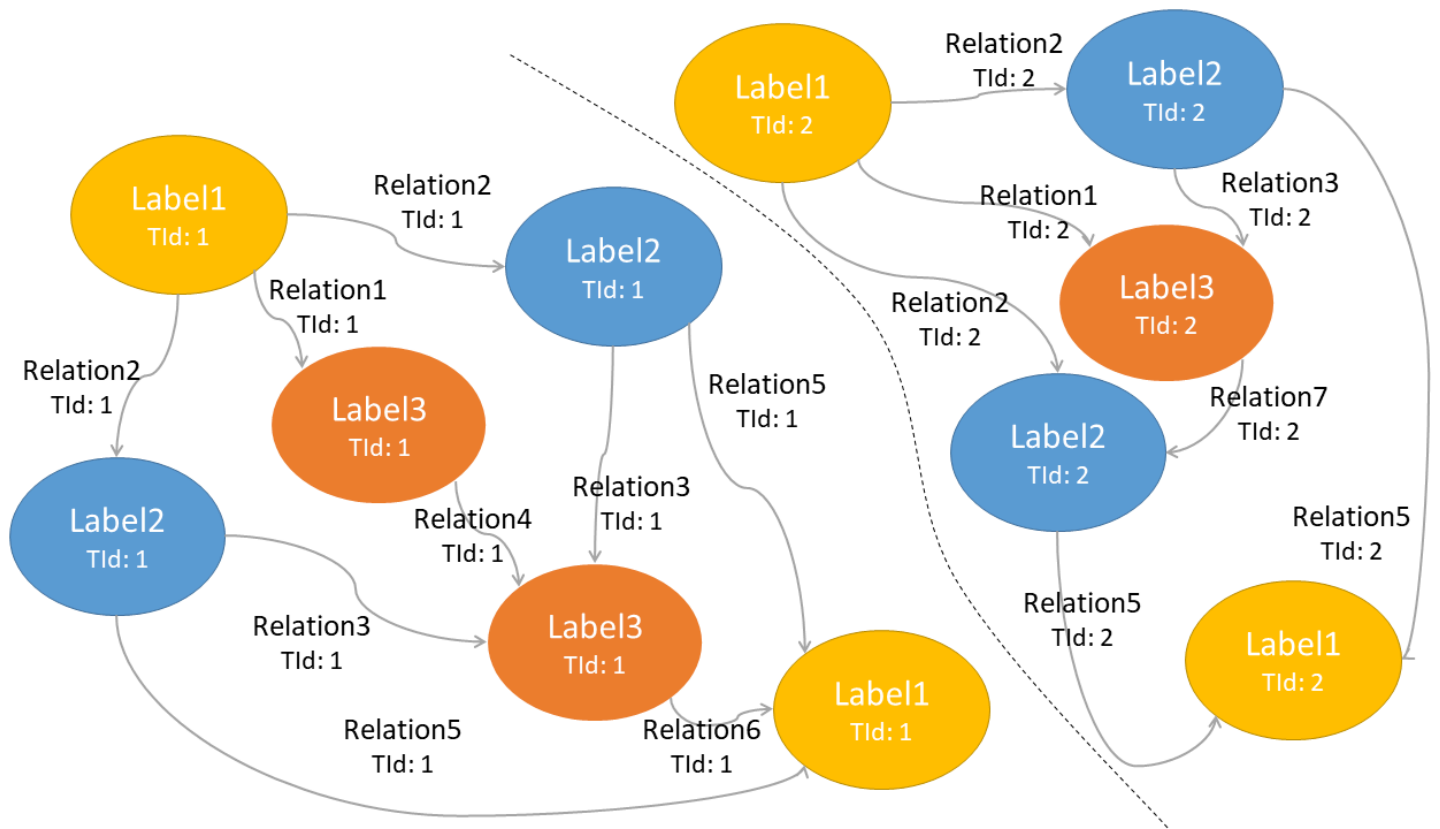 Relation2
TId: 2
Label1
TId: 2
Label2
TId: 2
Relation1
TId: 2
Relation3
TId: 2
Label3
TId: 2
Relation2
TId: 2
Relation7
TId: 2
Label2
TId: 2
Relation5
TId: 2
Relation5
TId: 2
Label1
TId: 2
Label1
TId: 1
Relation2
TId: 1
Label2
TId: 1
Relation1
TId: 1
Relation2
TId: 1
Label3
TId: 1
Relation5
TId: 1
Relation3
TId: 1
Relation4
TId: 1
Label2
TId: 1
Relation3
TId: 1
Label3
TId: 1
Label1
TId: 1
Relation5
TId: 1
Relation6
TId: 1